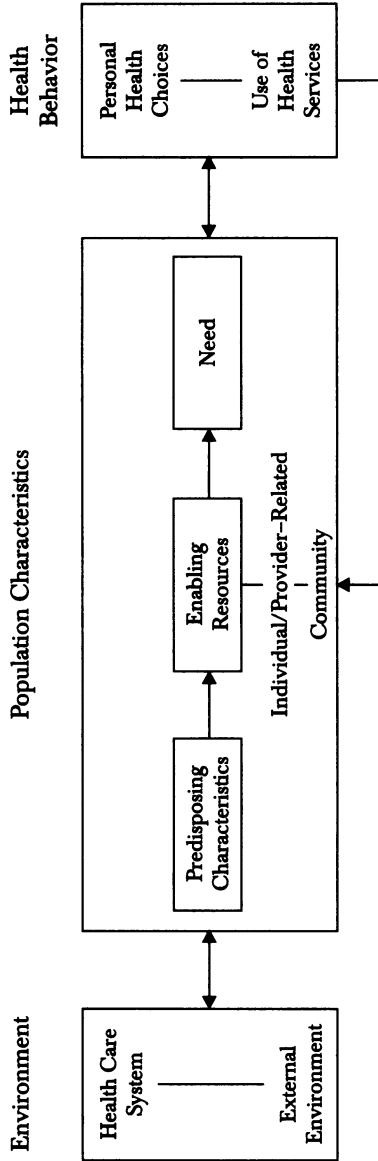 Environment
Population Characteristics
Health
Behavior
Health Care
System
External
Environment
Predisposing
Characteristics
Enabling
Resources
Need
Individual/Provider–Related
Community
Personal
Health
Choices
Use of
Health
Services